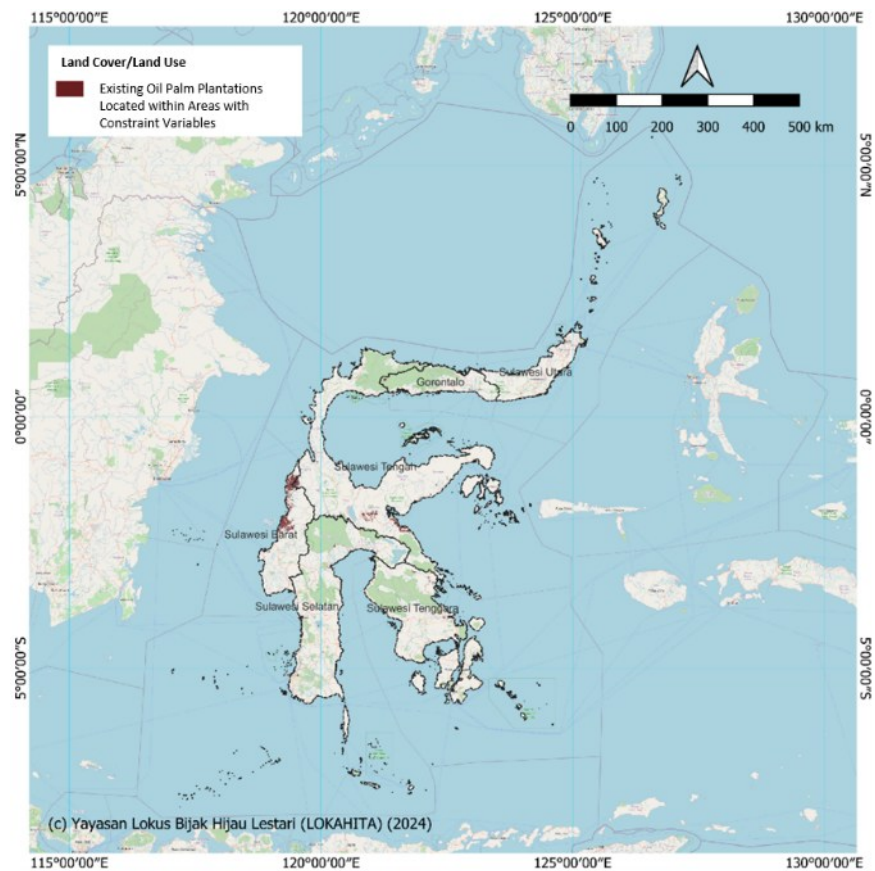 115°00'00"E 120°00'00"E 125°00'00"E 130°00'00"E
Land Cover/Land Use
Existing Oil Palm Plantations
Located within Areas with
Constraint Variables
0 100 200 300 400 500 km
5°00'00"N 5°00'00"N
Sulawesi Utara
Gorontalo
0°00'00" 0°00'00"
Sulawesi Tengah
Sulawesi Barat
Sulawesi Selatan
Sulawesi Tenggara
5°00'00"S 5°00'00"S
(c) Yayasan Lokus Bijak Hijau Lestari (LOKAHITA) (2024)
115°00'00"E 120°00'00"E 125°00'00"E 130°00'00"E